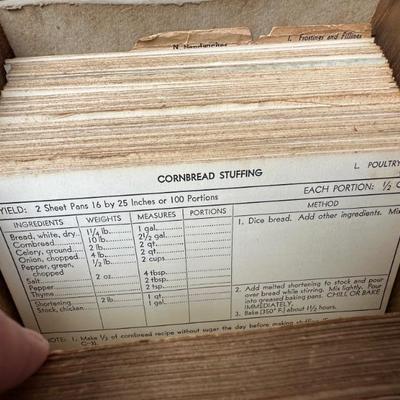 N. Sandwiches
I. Frostings and Fillings
CORNBREAD STUFFING
L. POULTRY
YIELD: 2 Sheet Pans 16 by 25 Inches or 100 Portions
EACH PORTION: ½ C
INGREDIENTS WEIGHTS MEASURES PORTIONS METHOD
Bread, white, dry 1¼ lb. 1 gal.
Cornbread 10 lb. 2½ gal.
Celery, ground 2 lb. 2 qt.
Onion, chopped 4 lb. 2 qt.
Pepper, green, chopped ½ lb. 2 cups
Salt 2 oz. 4 tbsp.
Pepper 2 tbsp.
Thyme 2 tsp.
Shortening 2 lb. 1 qt.
Stock, chicken 1 gal.
1. Dice bread. Add other ingredients. Mix
2. Add melted shortening to stock and pour
over bread while stirring. Mix lightly. Pour
into greased baking pans. CHILL OR BAKE
IMMEDIATELY.
3. Bake (350° F.) about 1½ hours.
NOTE: 1. Make ½ of cornbread recipe without sugar the day before making stuffing.